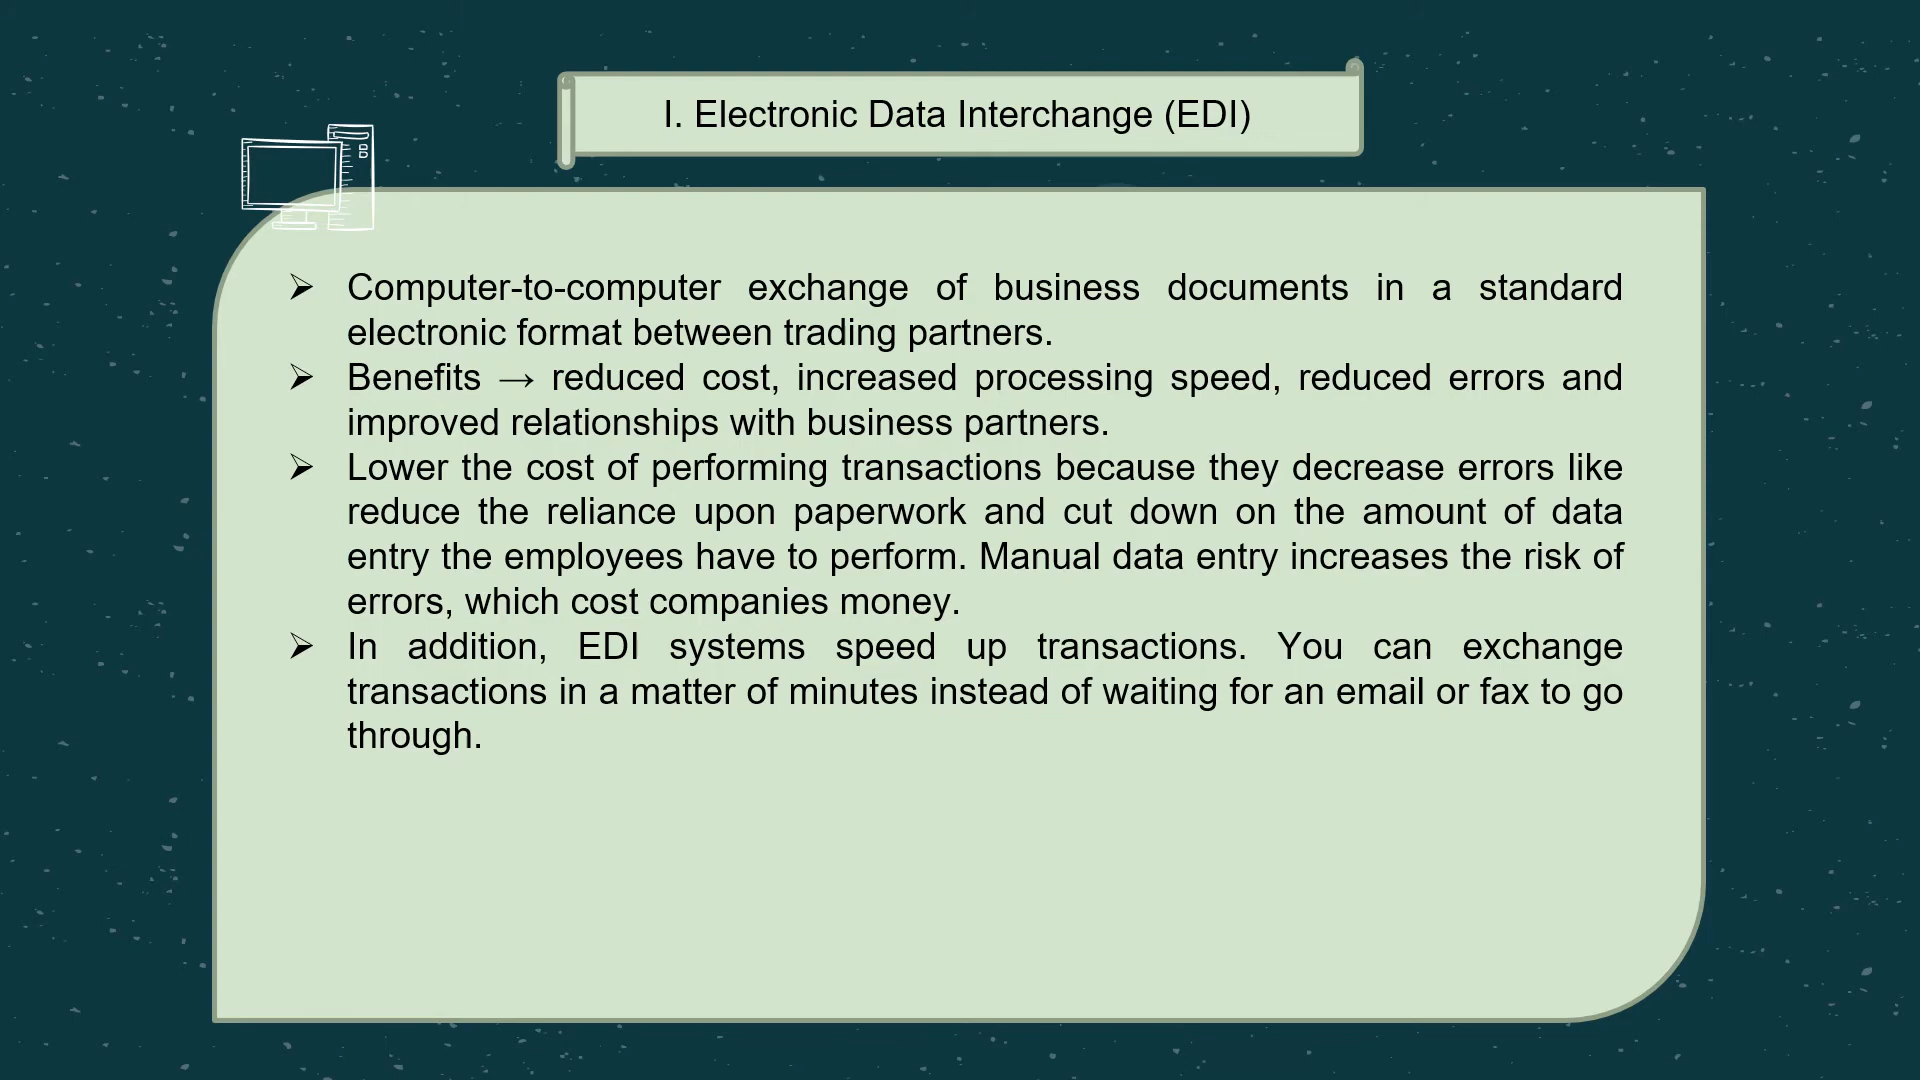 I. Electronic Data Interchange (EDI)
➢ Computer-to-computer exchange of business documents in a standard
electronic format between trading partners.
➢ Benefits → reduced cost, increased processing speed, reduced errors and
improved relationships with business partners.
➢ Lower the cost of performing transactions because they decrease errors like
reduce the reliance upon paperwork and cut down on the amount of data
entry the employees have to perform. Manual data entry increases the risk of
errors, which cost companies money.
➢ In addition, EDI systems speed up transactions. You can exchange
transactions in a matter of minutes instead of waiting for an email or fax to go
through.